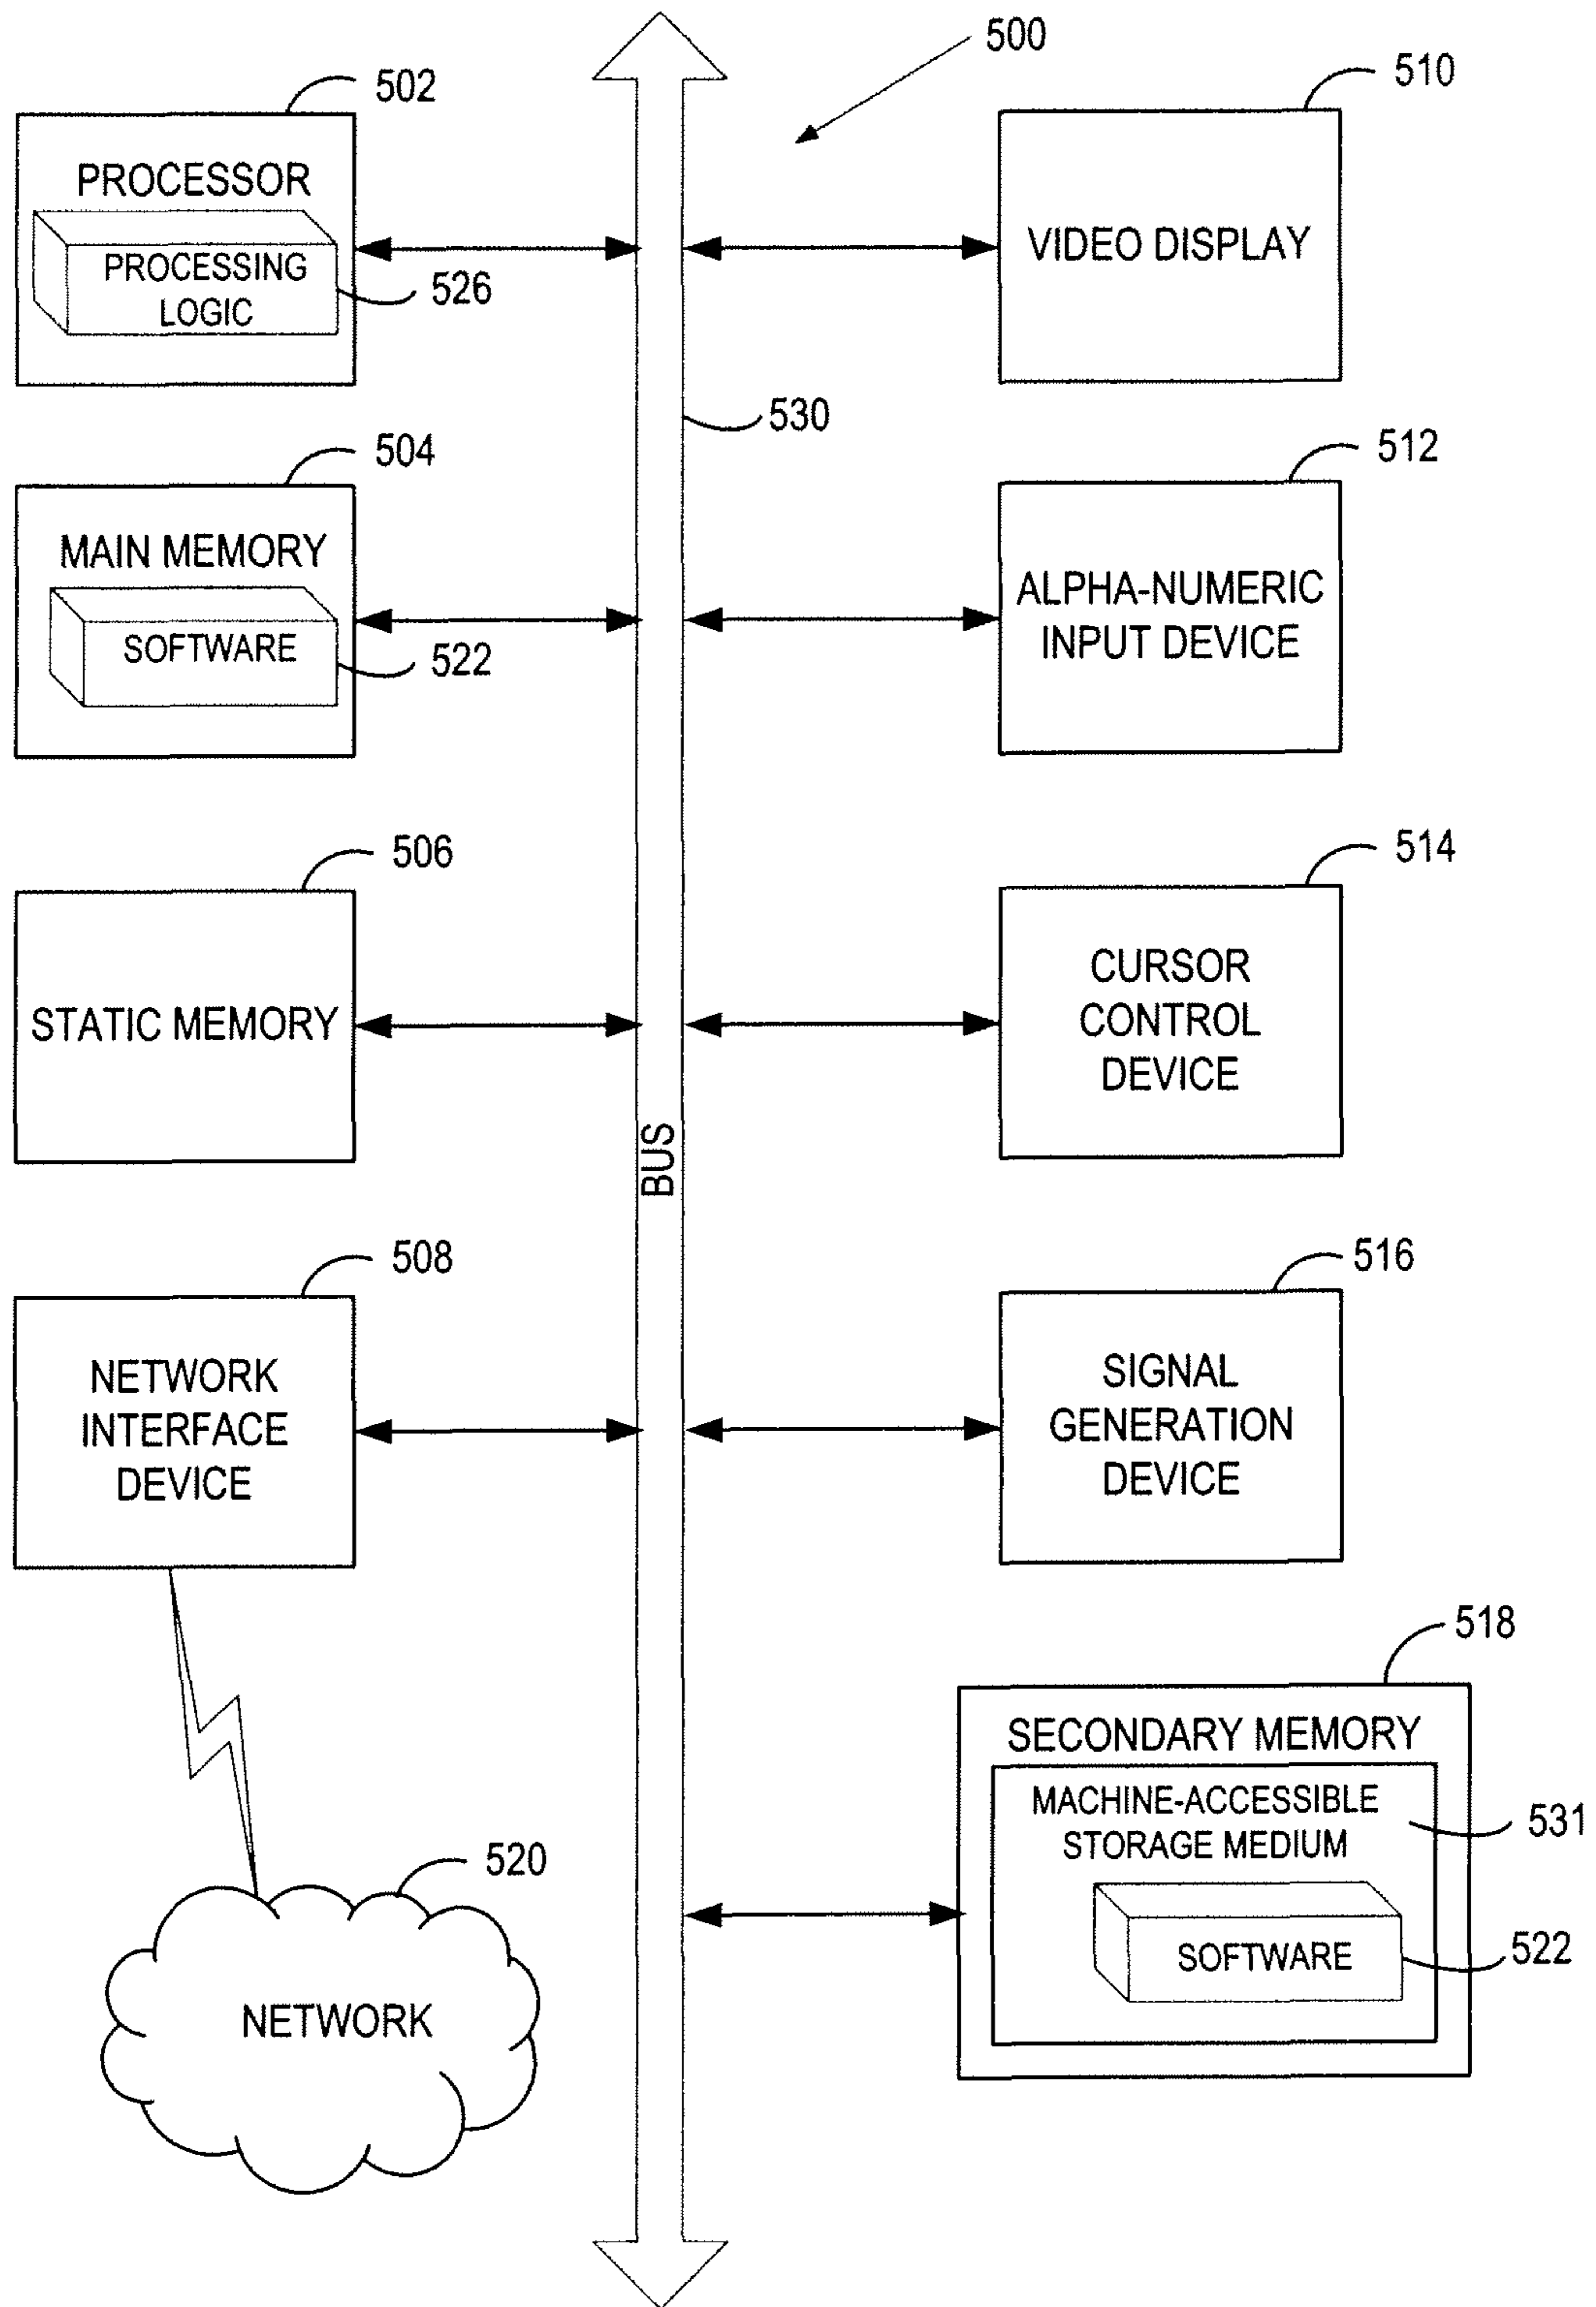 500
502
PROCESSOR
PROCESSING
LOGIC
526
504
MAIN MEMORY
SOFTWARE
522
506
STATIC MEMORY
508
NETWORK
INTERFACE
DEVICE
520
NETWORK
530
BUS
510
VIDEO DISPLAY
512
ALPHA-NUMERIC
INPUT DEVICE
514
CURSOR
CONTROL
DEVICE
516
SIGNAL
GENERATION
DEVICE
518
SECONDARY MEMORY
MACHINE-ACCESSIBLE
STORAGE MEDIUM
531
SOFTWARE
522